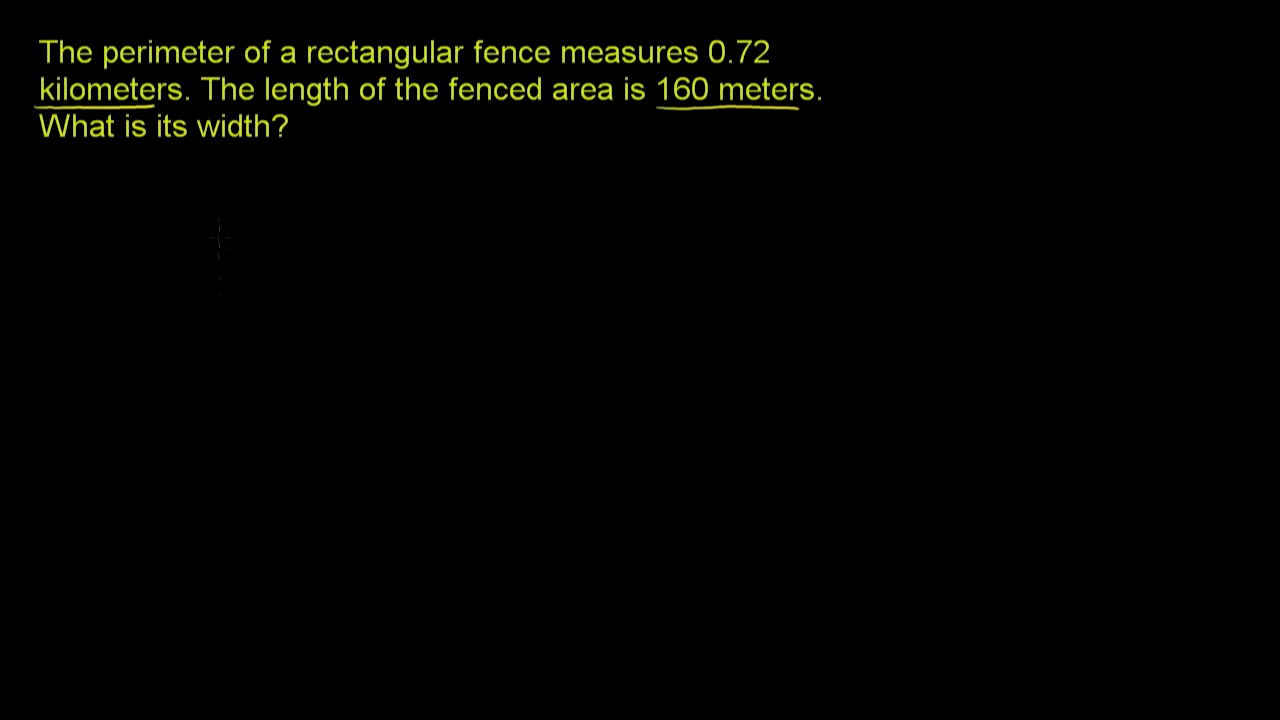 The perimeter of a rectangular fence measures 0.72
kilometers. The length of the fenced area is 160 meters.
What is its width?